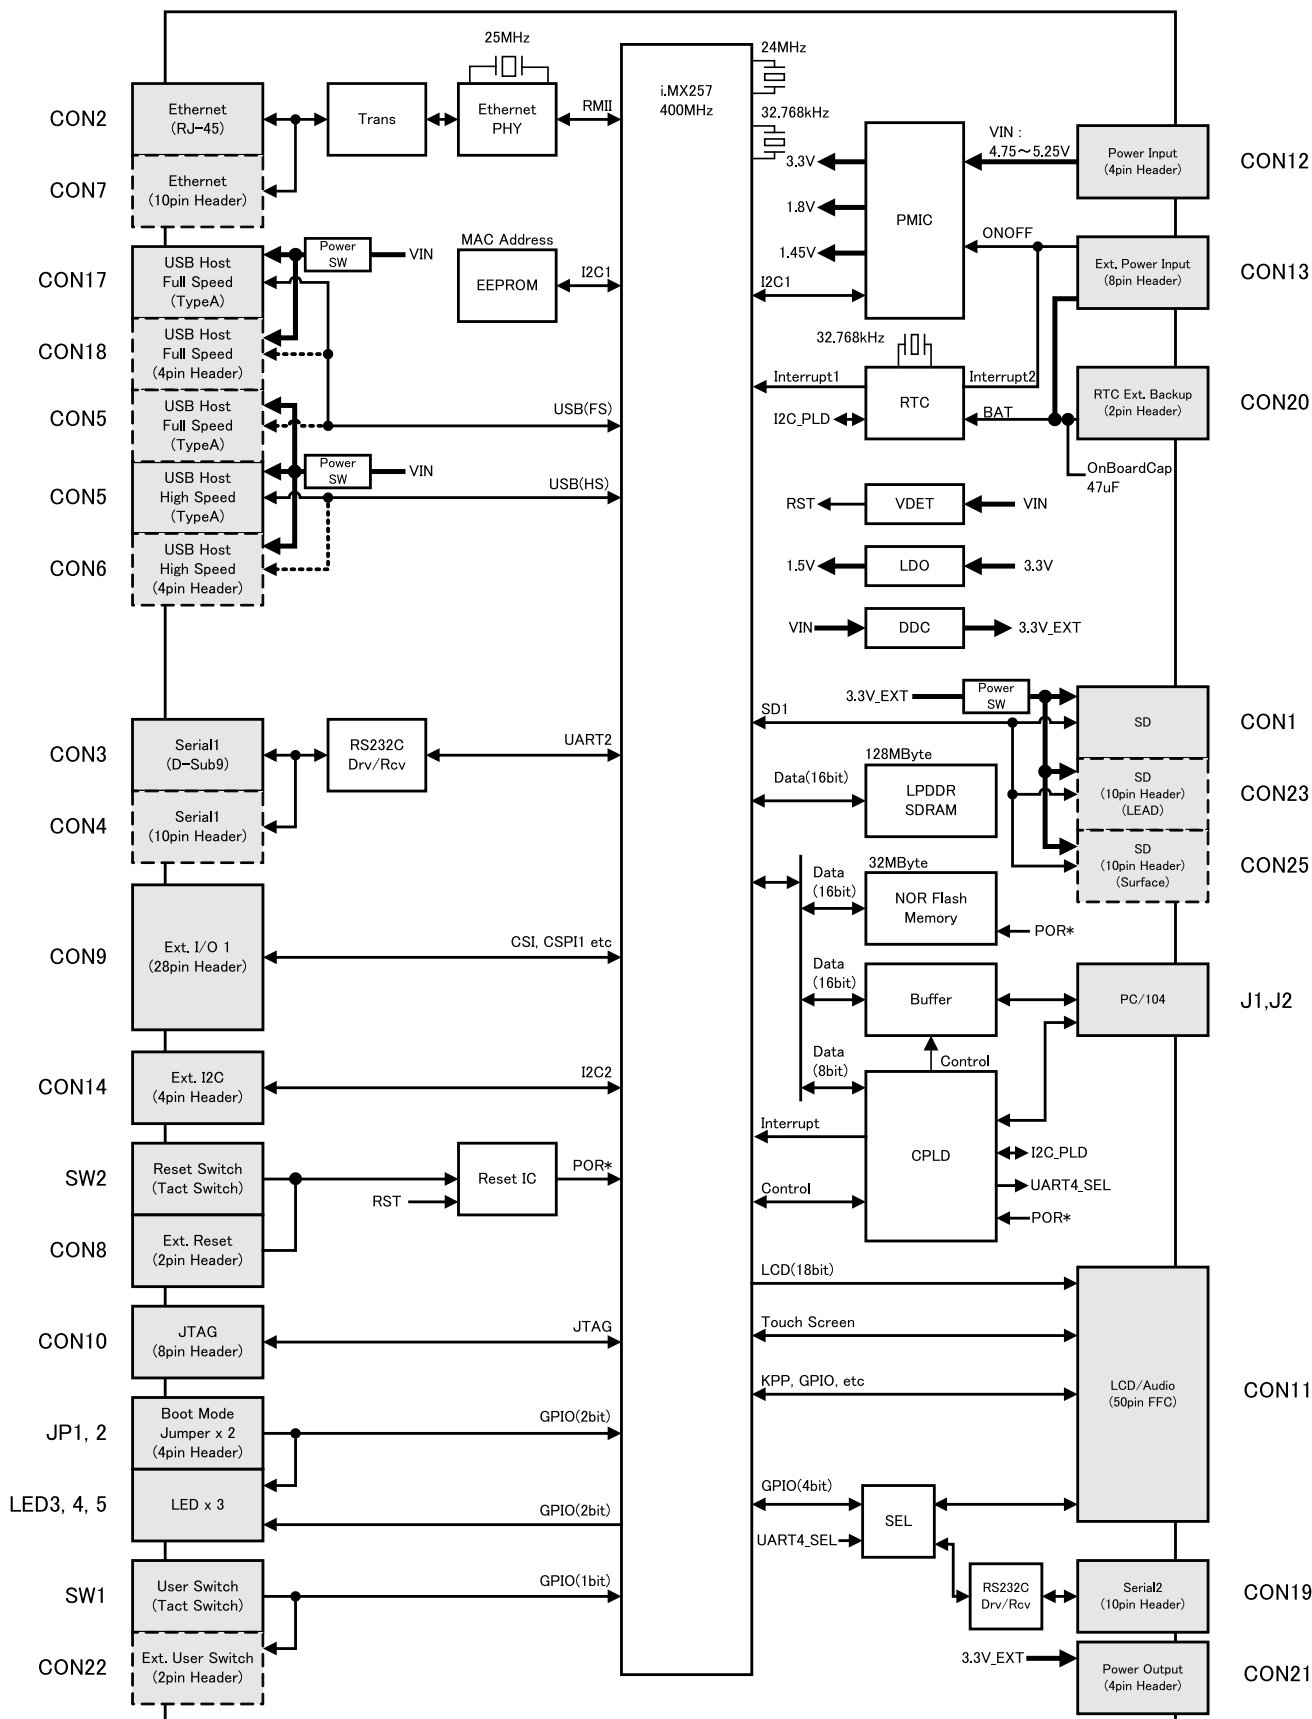 25MHz
24MHz
i.MX257
400MHz
32.768kHz
CON2
Ethernet
(RJ-45)
Trans
Ethernet
PHY
RMII
CON7
Ethernet
(10pin Header)
VIN :
4.75～5.25V
Power Input
(4pin Header)
CON12
3.3V
1.8V
1.45V
PMIC
ONOFF
I2C1
Ext. Power Input
(8pin Header)
CON13
CON17
USB Host
Full Speed
(TypeA)
Power
SW
VIN
MAC Address
EEPROM
I2C1
CON18
USB Host
Full Speed
(4pin Header)
32.768kHz
Interrupt1
RTC
Interrupt2
I2C_PLD
BAT
RTC Ext. Backup
(2pin Header)
CON20
OnBoardCap
47uF
CON5
USB Host
Full Speed
(TypeA)
USB(FS)
CON5
USB Host
High Speed
(TypeA)
Power
SW
VIN
USB(HS)
CON6
USB Host
High Speed
(4pin Header)
RST
VDET
VIN
1.5V
LDO
3.3V
VIN
DDC
3.3V_EXT
3.3V_EXT
Power
SW
SD1
SD
CON1
CON3
Serial1
(D-Sub9)
RS232C
Drv/Rcv
UART2
CON4
Serial1
(10pin Header)
128MByte
Data(16bit)
LPDDR
SDRAM
SD
(10pin Header)
(LEAD)
CON23
SD
(10pin Header)
(Surface)
CON25
32MByte
Data
(16bit)
NOR Flash
Memory
POR*
CON9
Ext. I/O 1
(28pin Header)
CSI, CSPI1 etc
Data
(16bit)
Buffer
PC/104
J1,J2
Control
Data
(8bit)
CON14
Ext. I2C
(4pin Header)
I2C2
Interrupt
CPLD
I2C_PLD
UART4_SEL
Control
POR*
SW2
Reset Switch
(Tact Switch)
Reset IC
POR*
RST
CON8
Ext. Reset
(2pin Header)
LCD(18bit)
Touch Screen
KPP, GPIO, etc
LCD/Audio
(50pin FFC)
CON11
CON10
JTAG
(8pin Header)
JTAG
JP1, 2
Boot Mode
Jumper x 2
(4pin Header)
GPIO(2bit)
LED3, 4, 5
LED x 3
GPIO(2bit)
GPIO(4bit)
SEL
UART4_SEL
SW1
User Switch
(Tact Switch)
GPIO(1bit)
RS232C
Drv/Rcv
Serial2
(10pin Header)
CON19
CON22
Ext. User Switch
(2pin Header)
3.3V_EXT
Power Output
(4pin Header)
CON21